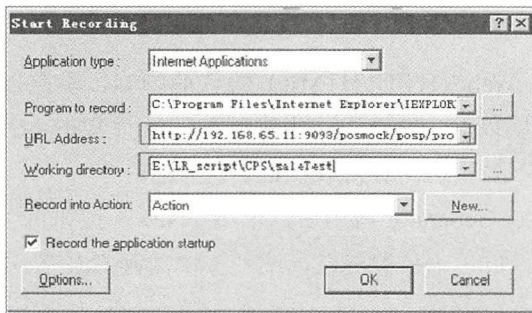 Start Recording
Application type : Internet Applications
Program to record : C:\Program Files\Internet Explorer\IEXPLOR ...
URL Address : http://192.168.65.11:9093/posmock/posp/pro
Working directory : E:\LR_script\CPS\saleTest ...
Record into Action: Action New...
Record the application startup
Options... OK Cancel